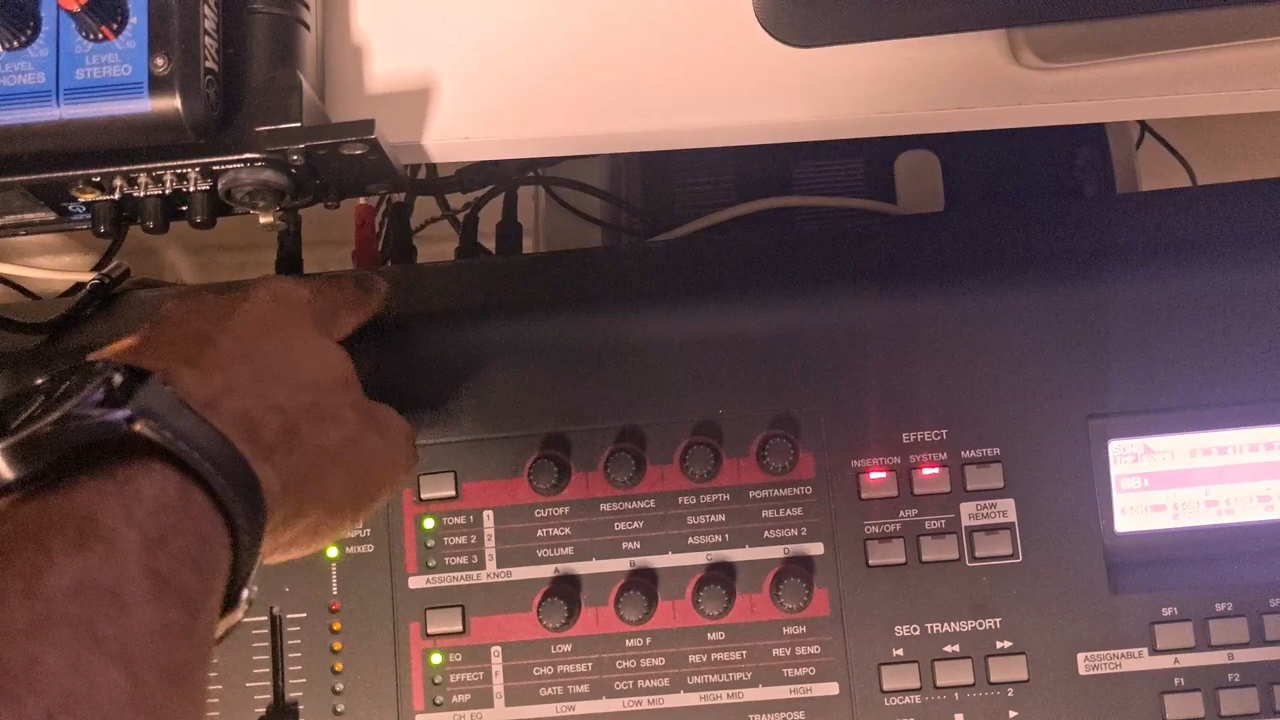 LEVEL
STEREO
LEVEL
YAMA
EFFECT
INSERTION
SYSTEM
MASTER
ARP
ON/OFF
EDIT
DAW
REMOTE
INPUT
MIXED
TONE 1
TONE 2
TONE 3
1
2
3
CUTOFF
RESONANCE
FEG DEPTH
PORTAMENTO
ATTACK
DECAY
SUSTAIN
RELEASE
VOLUME
PAN
ASSIGN 1
ASSIGN 2
ASSIGNABLE KNOB
A
B
C
D
EQ
EFFECT
ARP
LOW
MID F
MID
HIGH
CHO PRESET
CHO SEND
REV PRESET
REV SEND
GATE TIME
OCT RANGE
UNITMULTIPLY
TEMPO
CH EQ
LOW
LOW MID
HIGH MID
HIGH
TRANSPOSE
SEQ TRANSPORT
LOCATE
1
2
SF1
SF2
ASSIGNABLE
SWITCH
A
B
F1
F2